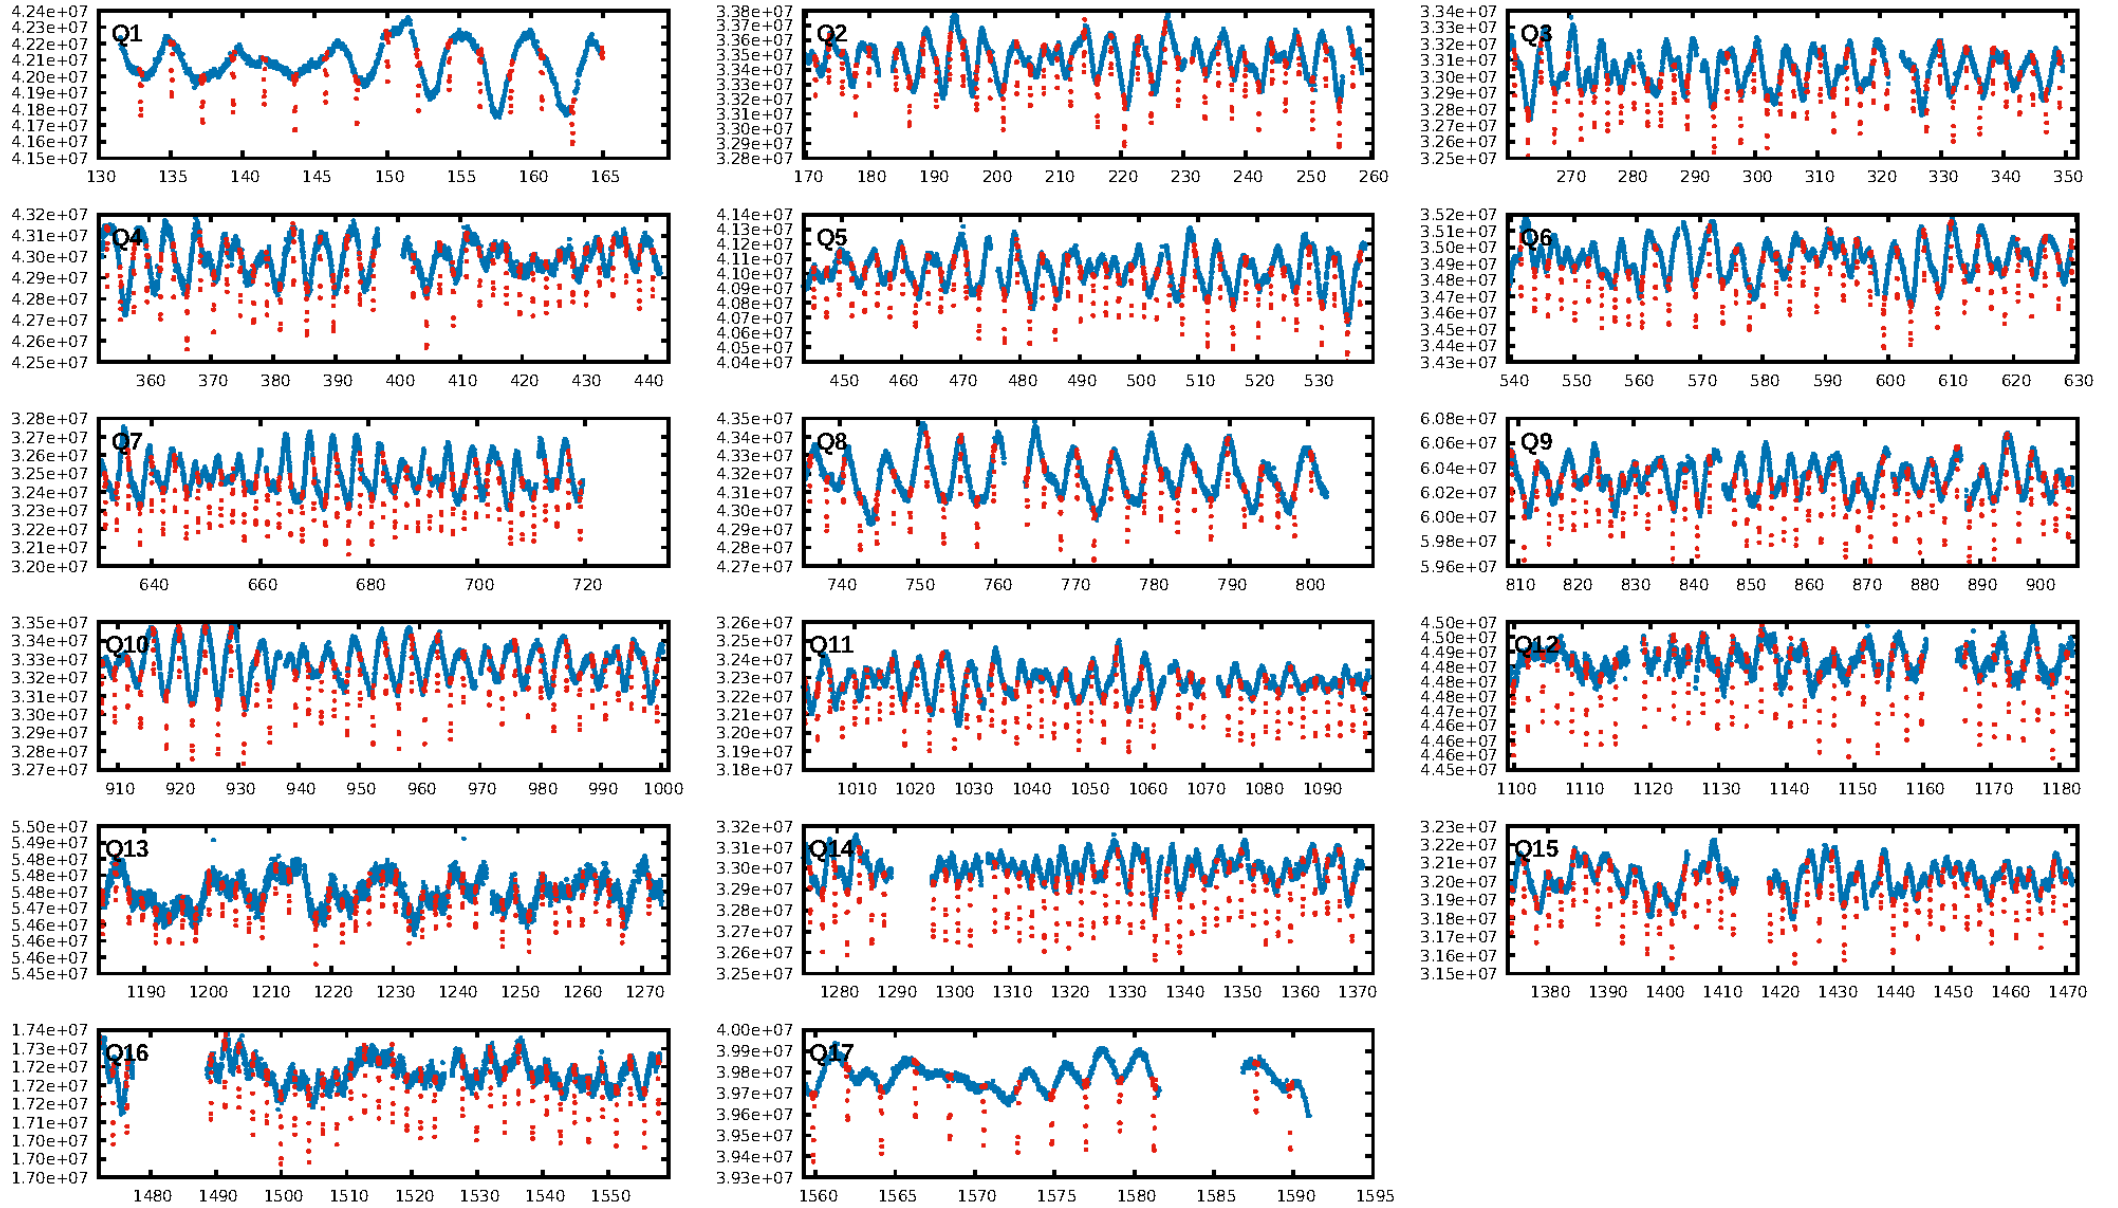 4.24e+07 4.23e+07 4.22e+07 4.21e+07 4.20e+07 4.19e+07 4.18e+07 4.17e+07 4.16e+07 4.15e+07
Q1
130 135 140 145 150 155 160 165
3.38e+07 3.37e+07 3.36e+07 3.35e+07 3.34e+07 3.33e+07 3.32e+07 3.31e+07 3.30e+07 3.29e+07 3.28e+07
Q2
170 180 190 200 210 220 230 240 250 260
3.34e+07 3.33e+07 3.32e+07 3.31e+07 3.30e+07 3.29e+07 3.28e+07 3.27e+07 3.26e+07 3.25e+07
Q3
270 280 290 300 310 320 330 340 350
4.32e+07 4.31e+07 4.30e+07 4.29e+07 4.28e+07 4.27e+07 4.26e+07 4.25e+07
Q4
360 370 380 390 400 410 420 430 440
4.14e+07 4.13e+07 4.12e+07 4.11e+07 4.10e+07 4.09e+07 4.08e+07 4.07e+07 4.06e+07 4.05e+07 4.04e+07
Q5
450 460 470 480 490 500 510 520 530
3.52e+07 3.51e+07 3.50e+07 3.49e+07 3.48e+07 3.47e+07 3.46e+07 3.45e+07 3.44e+07 3.43e+07
Q6
540 550 560 570 580 590 600 610 620 630
3.28e+07 3.27e+07 3.26e+07 3.25e+07 3.24e+07 3.23e+07 3.22e+07 3.21e+07 3.20e+07
Q7
640 660 680 700 720
4.35e+07 4.34e+07 4.33e+07 4.32e+07 4.31e+07 4.30e+07 4.29e+07 4.28e+07 4.27e+07
Q8
740 750 760 770 780 790 800
6.08e+07 6.06e+07 6.04e+07 6.02e+07 6.00e+07 5.98e+07 5.96e+07
Q9
810 820 830 840 850 860 870 880 890 900
3.35e+07 3.34e+07 3.33e+07 3.32e+07 3.31e+07 3.30e+07 3.29e+07 3.28e+07 3.27e+07
Q10
910 920 930 940 950 960 970 980 990 1000
3.26e+07 3.25e+07 3.24e+07 3.23e+07 3.22e+07 3.21e+07 3.20e+07 3.19e+07 3.18e+07
Q11
1010 1020 1030 1040 1050 1060 1070 1080 1090
4.50e+07 4.50e+07 4.49e+07 4.49e+07 4.48e+07 4.48e+07 4.47e+07 4.47e+07 4.46e+07 4.46e+07 4.45e+07
Q12
1100 1110 1120 1130 1140 1150 1160 1170 1180
5.50e+07 5.49e+07 5.48e+07 5.48e+07 5.48e+07 5.47e+07 5.46e+07 5.46e+07 5.46e+07 5.45e+07
Q13
1190 1200 1210 1220 1230 1240 1250 1260 1270
3.32e+07 3.31e+07 3.30e+07 3.29e+07 3.28e+07 3.27e+07 3.26e+07 3.25e+07
Q14
1280 1290 1300 1310 1320 1330 1340 1350 1360 1370
3.23e+07 3.22e+07 3.21e+07 3.20e+07 3.19e+07 3.18e+07 3.17e+07 3.16e+07 3.15e+07
Q15
1380 1390 1400 1410 1420 1430 1440 1450 1460 1470
1.74e+07 1.73e+07 1.73e+07 1.72e+07 1.72e+07 1.71e+07 1.70e+07 1.70e+07 1.70e+07
Q16
1480 1490 1500 1510 1520 1530 1540 1550
4.00e+07 3.99e+07 3.98e+07 3.97e+07 3.96e+07 3.95e+07 3.94e+07 3.93e+07
Q17
1560 1565 1570 1575 1580 1585 1590 1595